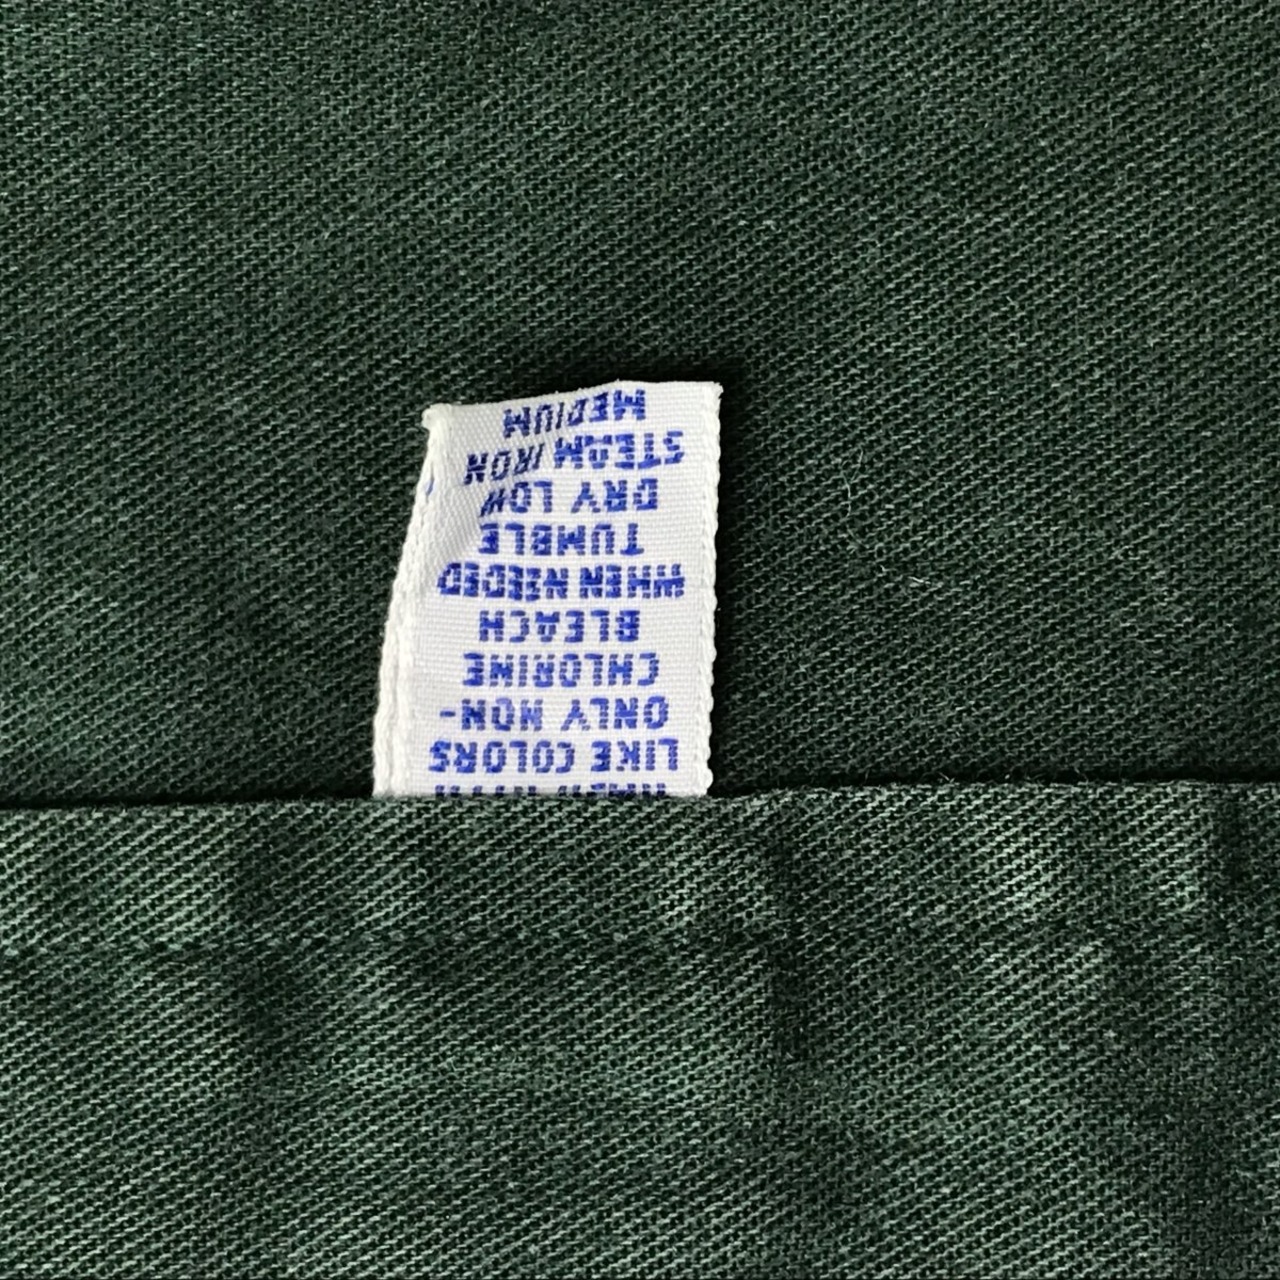 LIKE COLORS
ONLY NON-
CHLORINE
BLEACH
WHEN NEEDED
TUMBLE
DRY LOW
STEAM IRON
MEDIUM